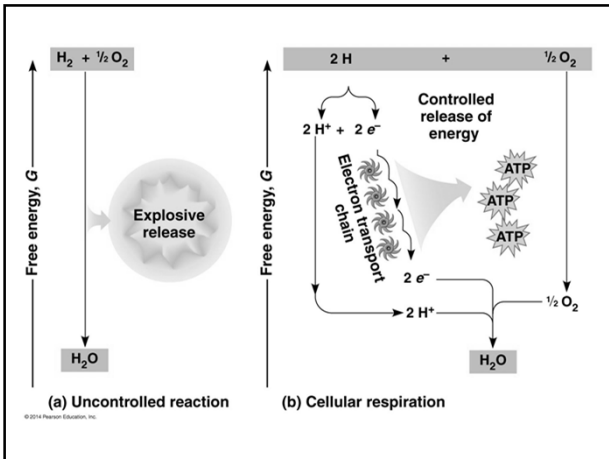 H₂ + ½ O₂
Free energy, G
Explosive
release
H₂O
(a) Uncontrolled reaction
© 2014 Pearson Education, Inc.
2 H + ½ O₂
Free energy, G
2 H⁺ + 2 e⁻
Controlled
release of
energy
Electron transport
chain
ATP
ATP
ATP
2 e⁻
½ O₂
2 H⁺
H₂O
(b) Cellular respiration